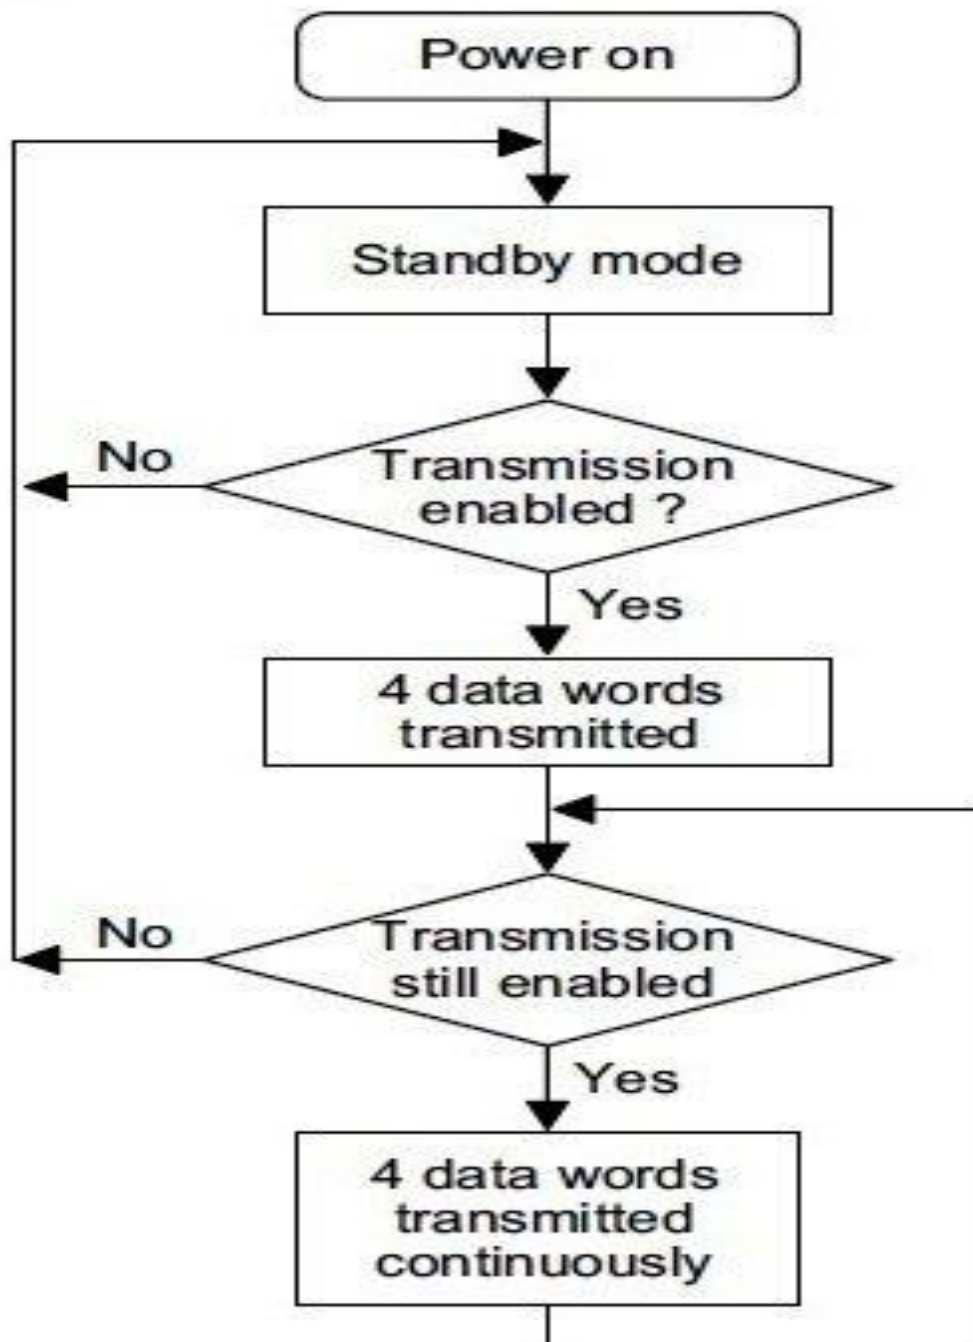 Power on
Standby mode
No
Transmission
enabled ?
Yes
4 data words
transmitted
No
Transmission
still enabled
Yes
4 data words
transmitted
continuously